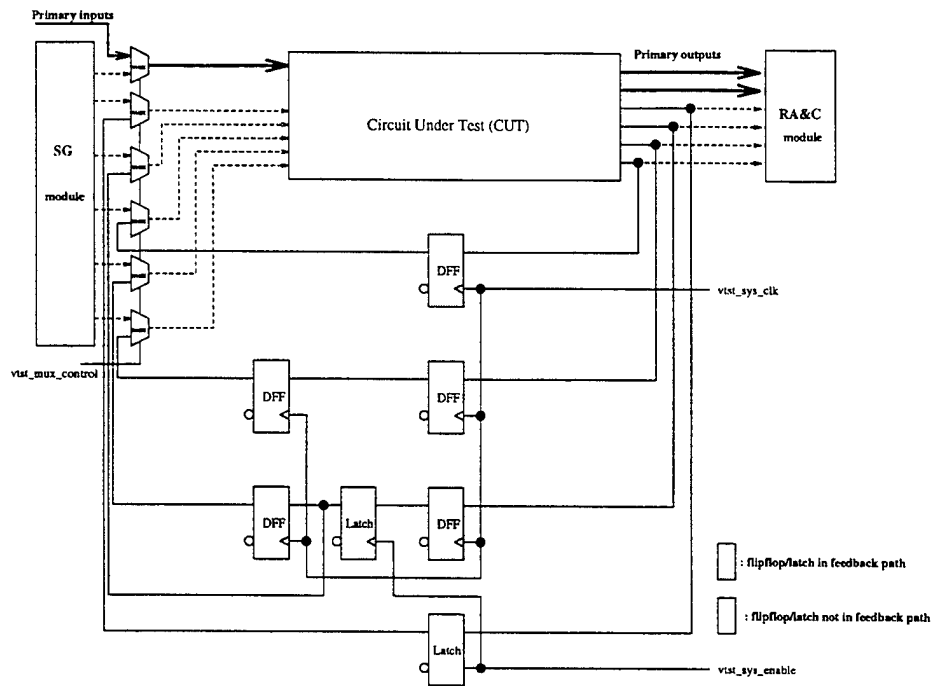 Primary inputs
SG
module
Circuit Under Test (CUT)
Primary outputs
RA&C
module
DFF
vtst_sys_clk
vtst_mux_control
DFF
DFF
DFF
Latch
DFF
: flipflop/latch in feedback path
: flipflop/latch not in feedback path
Latch
vtst_sys_enable